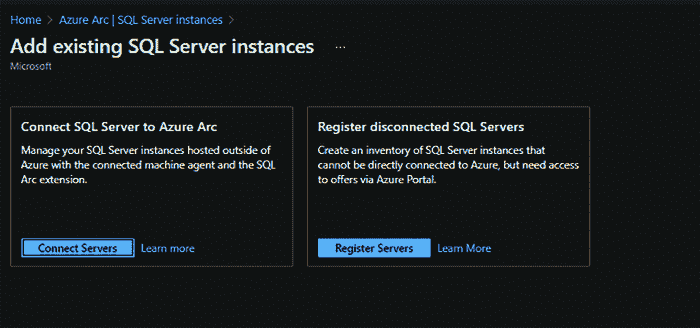 Home > Azure Arc | SQL Server instances >
Add existing SQL Server instances ...
Microsoft
Connect SQL Server to Azure Arc
Manage your SQL Server instances hosted outside of
Azure with the connected machine agent and the SQL
Arc extension.
Connect Servers Learn more
Register disconnected SQL Servers
Create an inventory of SQL Server instances that
cannot be directly connected to Azure, but need access
to offers via Azure Portal.
Register Servers Learn More